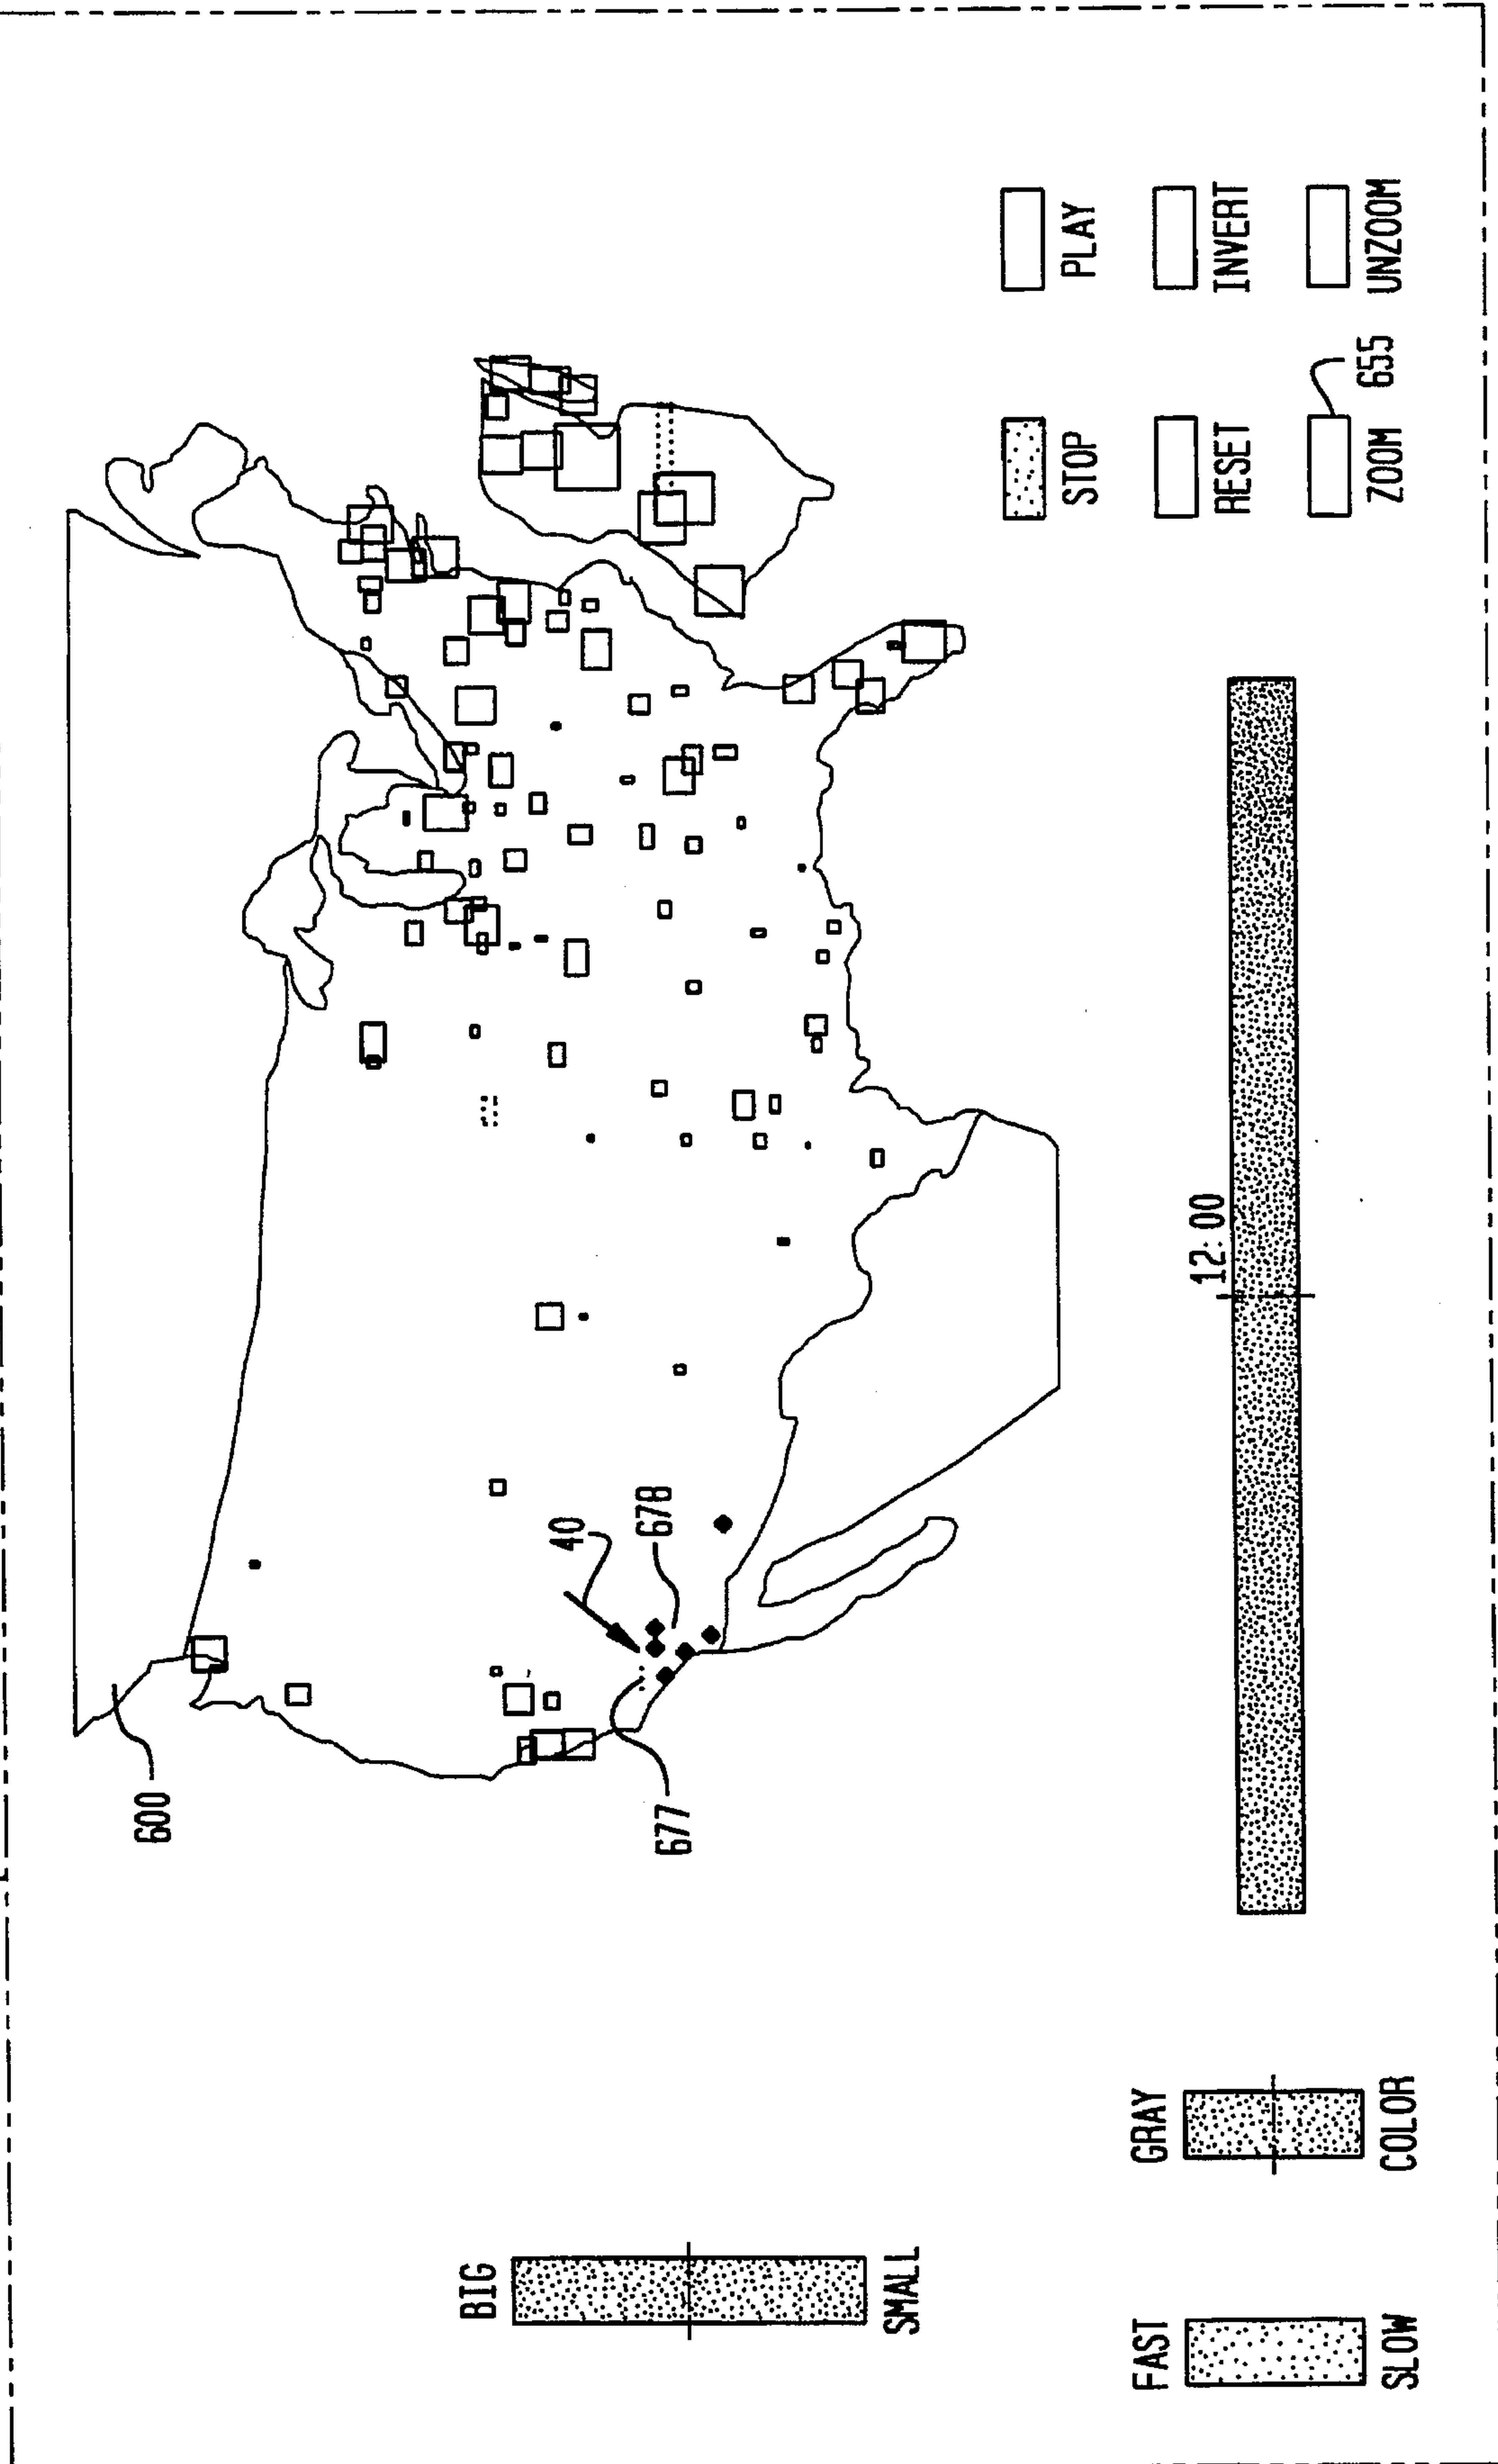 600
40
678
677
BIG
SMALL
FAST
SLOW
GRAY
COLOR
12:00
STOP
PLAY
RESET
INVERT
ZOOM
655
UNZOOM